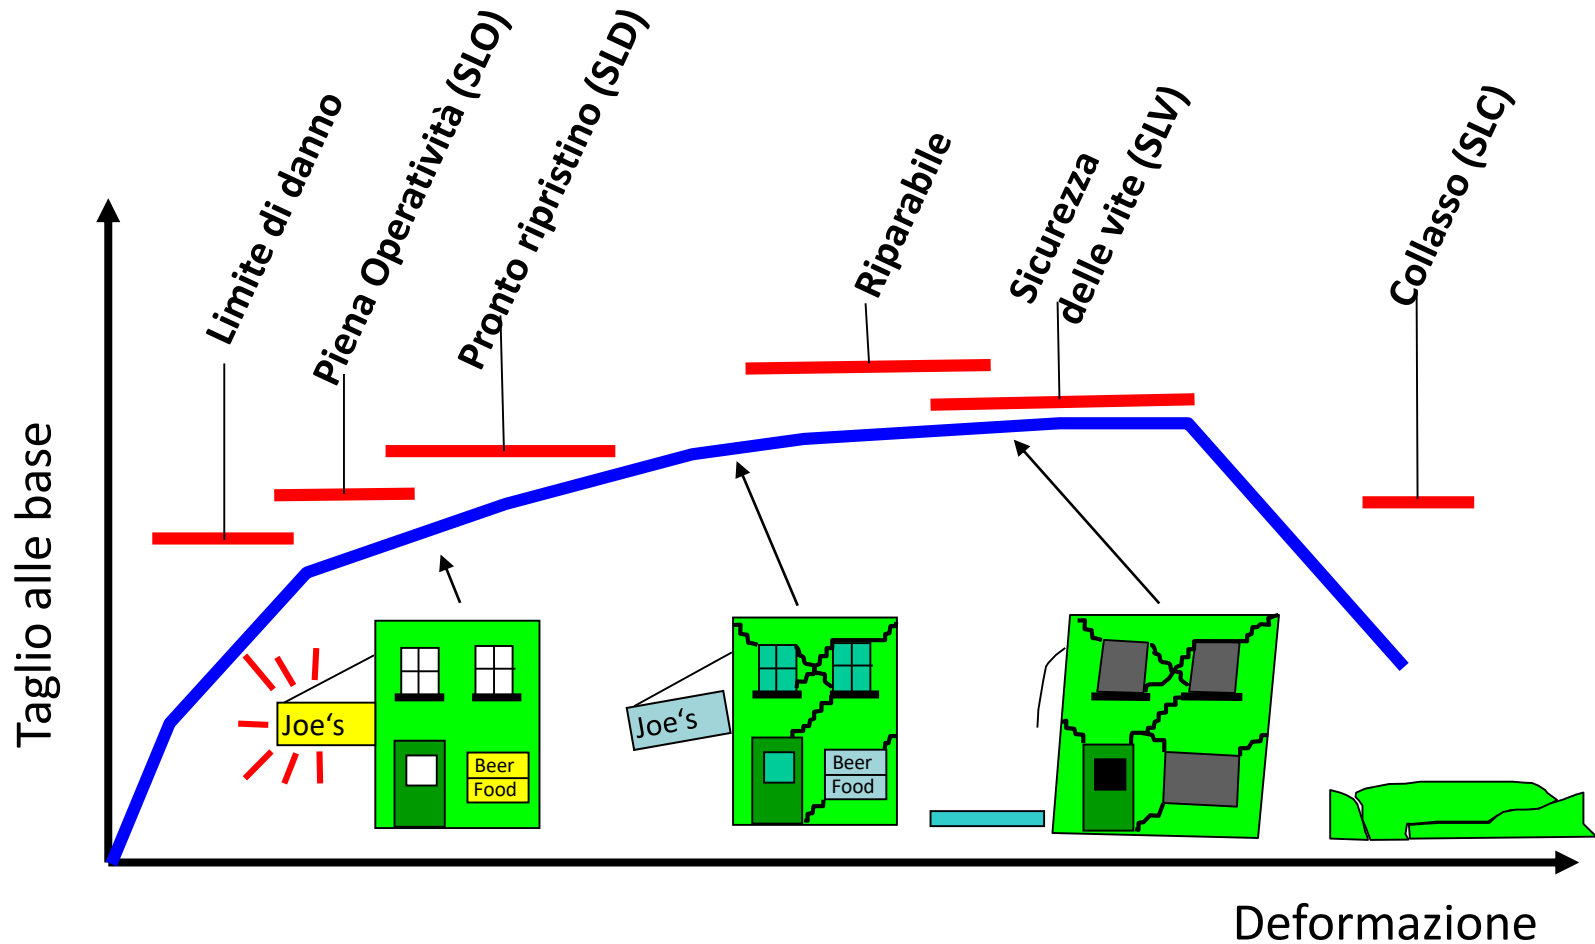 Limite di danno
Piena Operatività (SLO)
Pronto ripristino (SLD)
Riparabile
Sicurezza
delle vite (SLV)
Collasso (SLC)
Taglio alle base
Joe‘s
Beer
Food
Joe‘s
Beer
Food
Deformazione